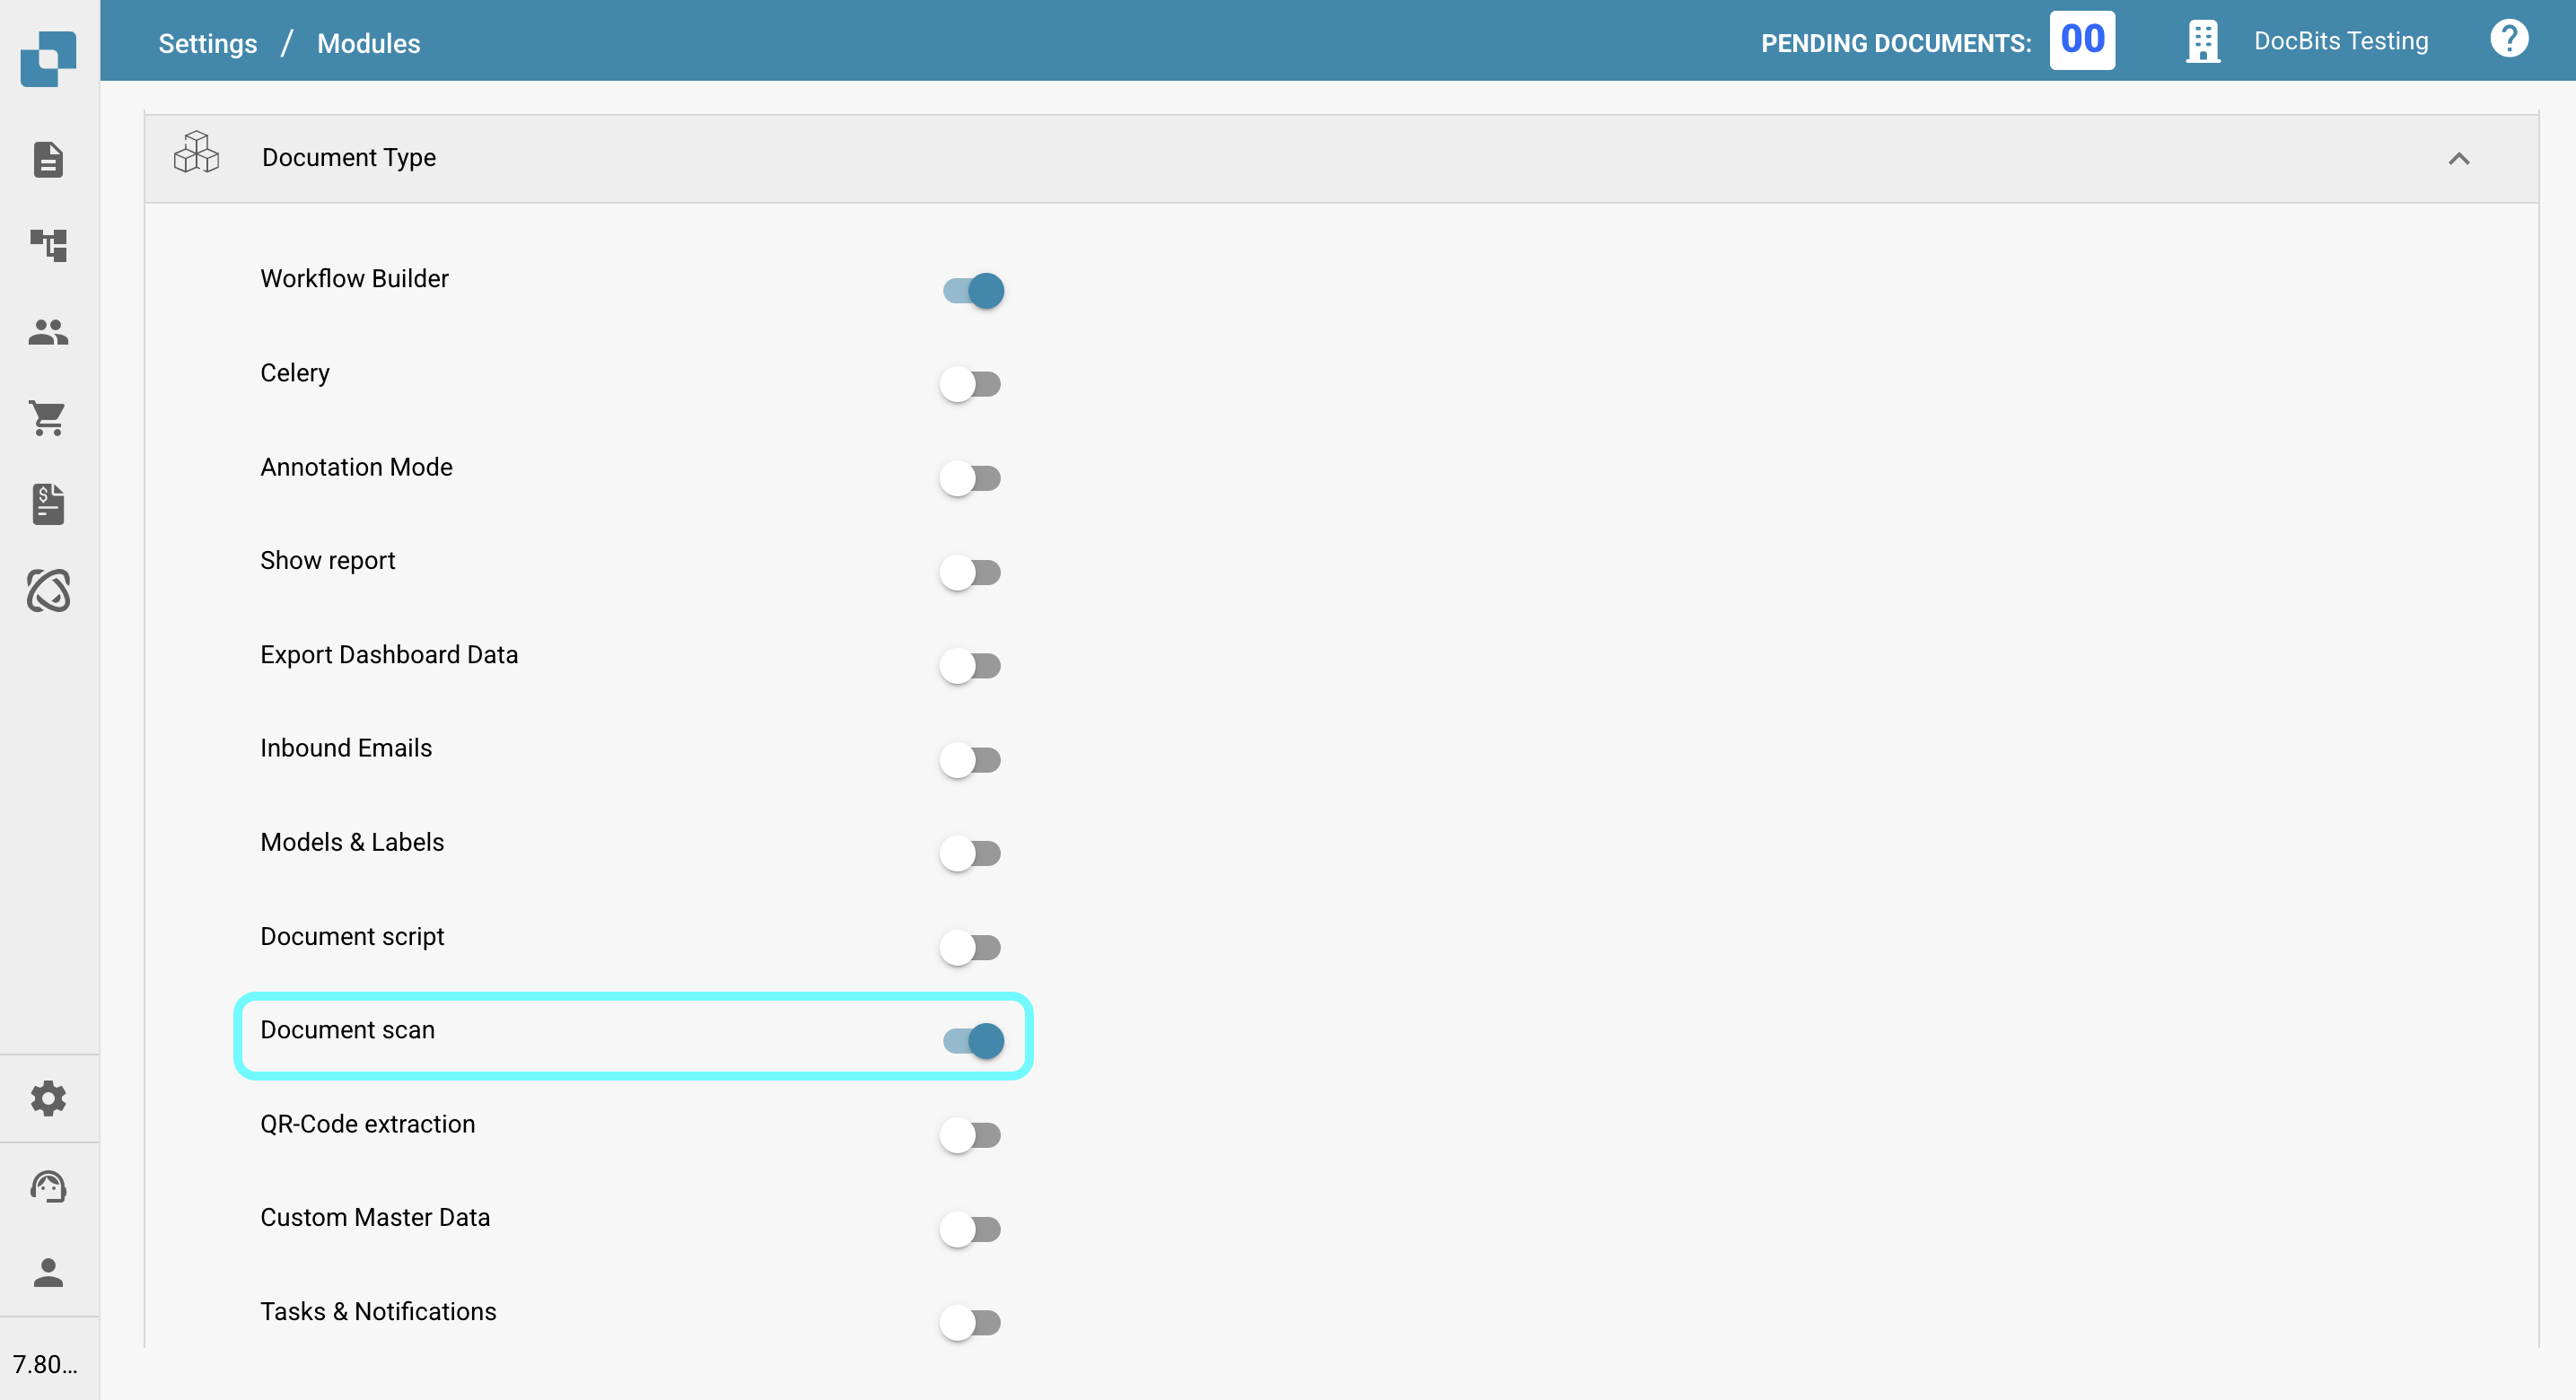 Settings / Modules
PENDING DOCUMENTS: 00
DocBits Testing
?
Document Type
Workflow Builder
Celery
Annotation Mode
Show report
Export Dashboard Data
Inbound Emails
Models & Labels
Document script
Document scan
QR-Code extraction
Custom Master Data
Tasks & Notifications
7.80...